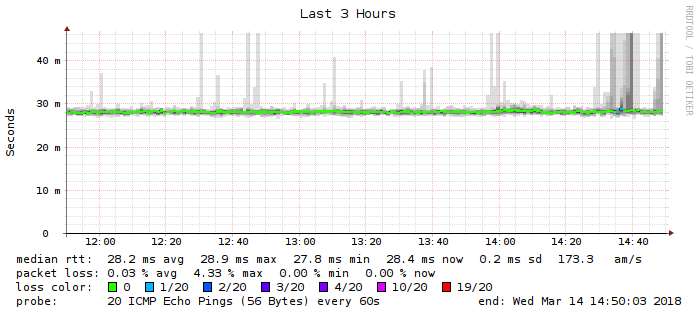 Last 3 Hours
RRDTOOL / TOBI OETIKER
Seconds
40 m
30 m
20 m
10 m
0
12:00 12:20 12:40 13:00 13:20 13:40 14:00 14:20 14:40
median rtt: 28.2 ms avg 28.9 ms max 27.8 ms min 28.4 ms now 0.2 ms sd 173.3 am/s
packet loss: 0.03 % avg 4.33 % max 0.00 % min 0.00 % now
loss color: 0 1/20 2/20 3/20 4/20 10/20 19/20
probe: 20 ICMP Echo Pings (56 Bytes) every 60s end: Wed Mar 14 14:50:03 2018